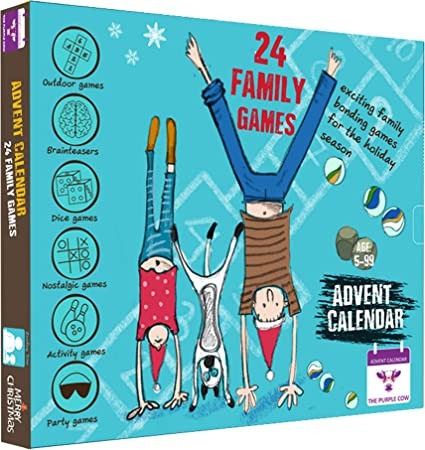 24
FAMILY
GAMES
exciting family
bonding games
for the holiday
season
Outdoor games
Brainteasers
Dice games
Nostalgic games
Activity games
Party games
AGE
5-99
ADVENT
CALENDAR
ADVENT CALENDAR
THE PURPLE COW
ADVENT CALENDAR
24 FAMILY GAMES
MERRY
CHRISTMAS